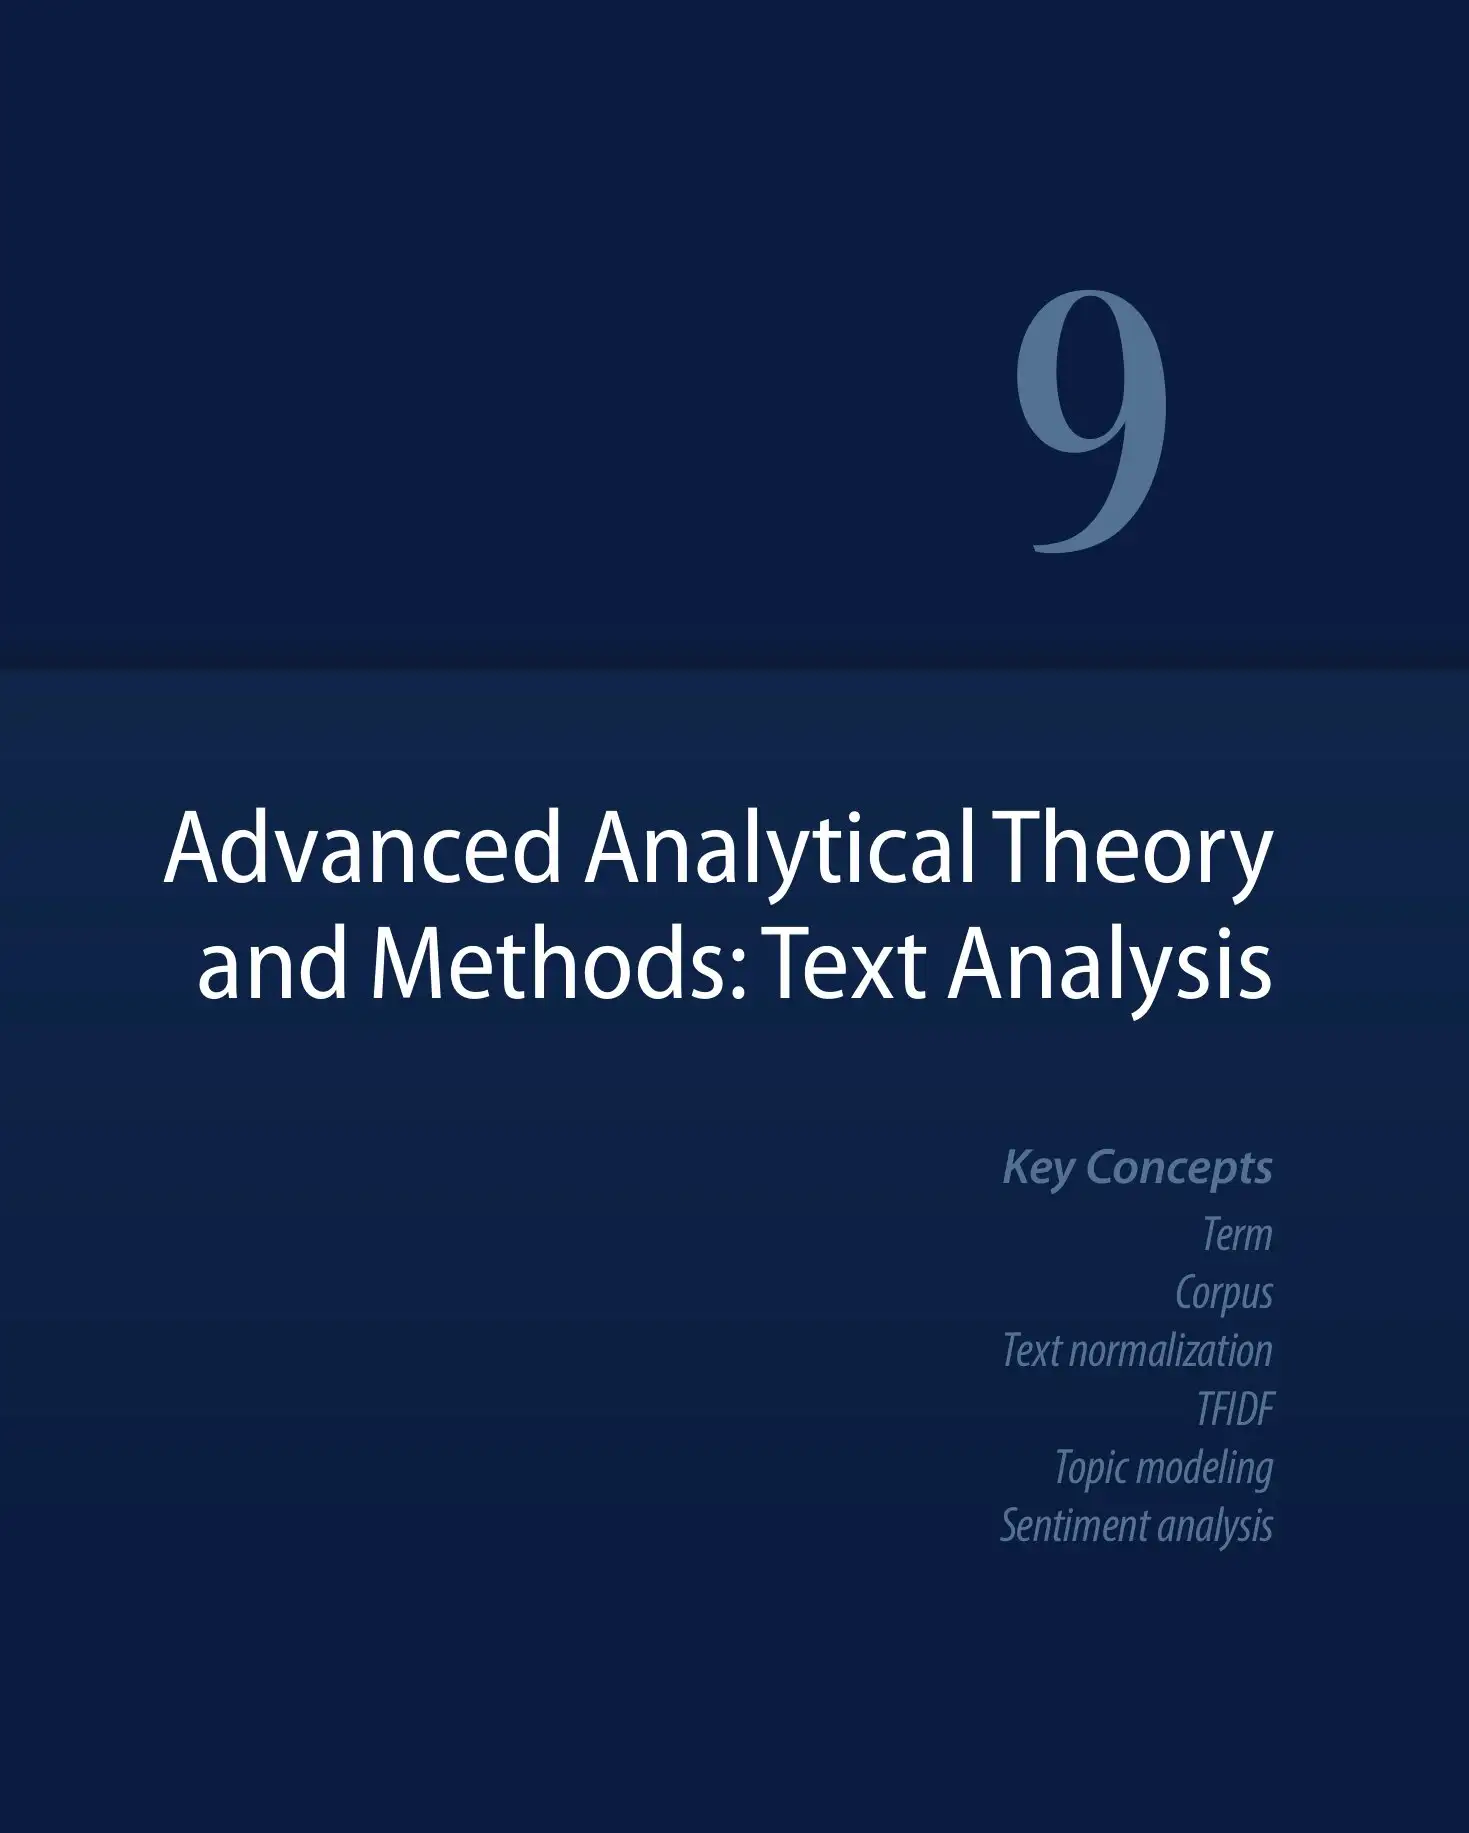 9
Advanced Analytical Theory
and Methods: Text Analysis
Key Concepts
Term
Corpus
Text normalization
TFIDF
Topic modeling
Sentiment analysis